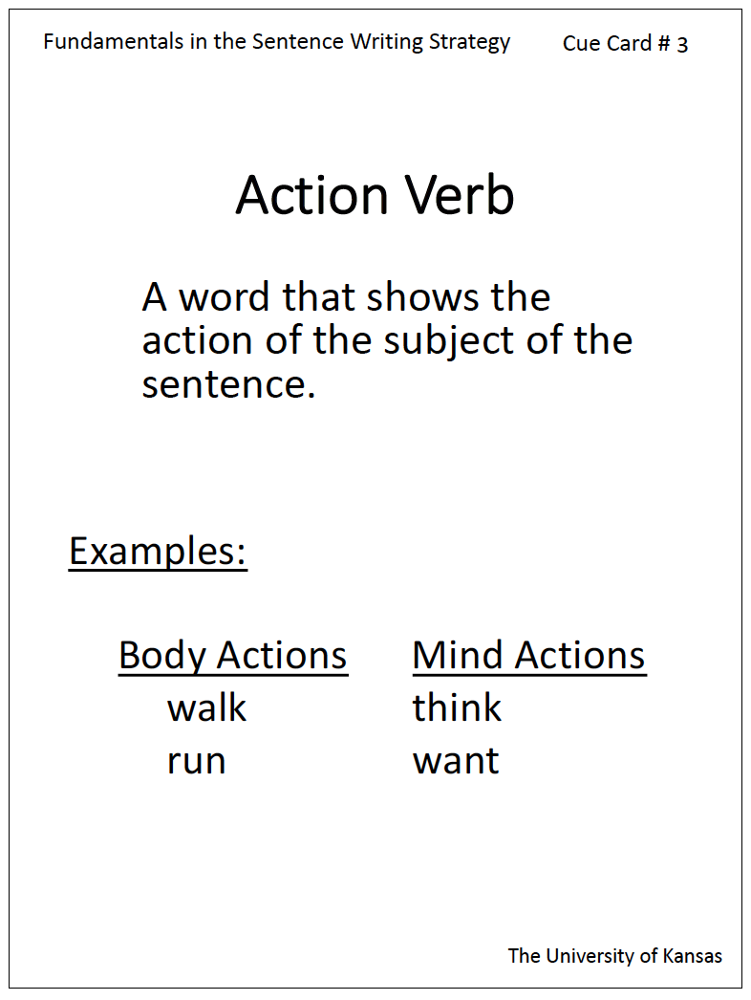 Fundamentals in the Sentence Writing Strategy Cue Card # 3
Action Verb
A word that shows the
action of the subject of the
sentence.
Examples:
Body Actions Mind Actions
walk think
run want
The University of Kansas